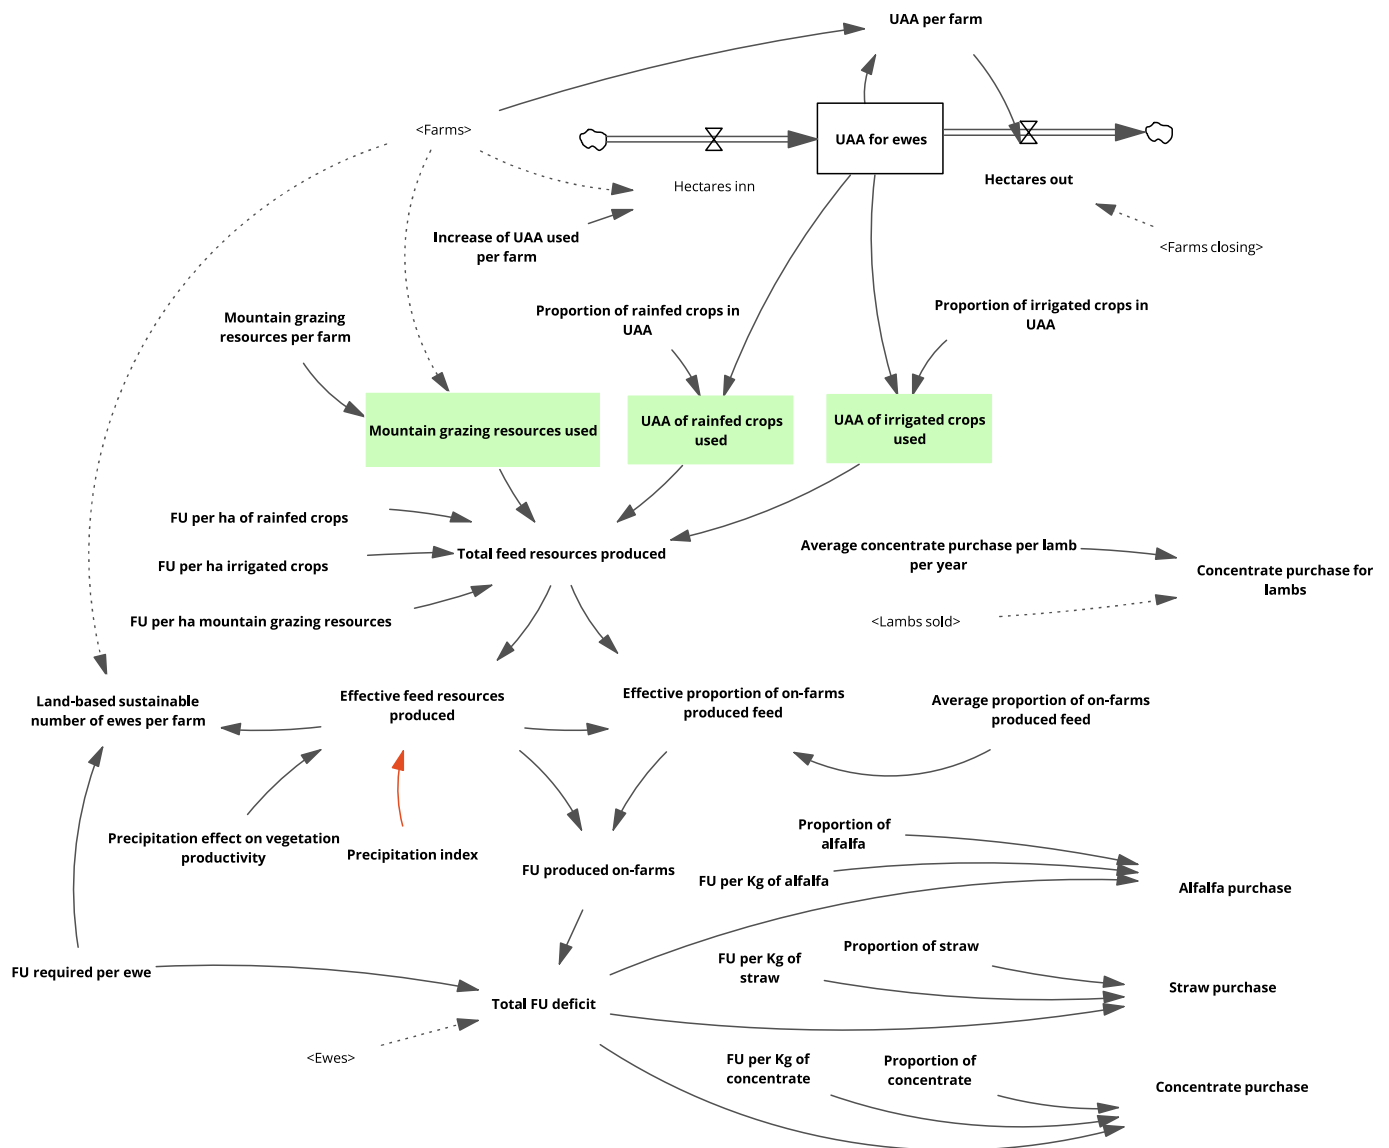 UAA per farm
<Farms>
UAA for ewes
Hectares inn
Hectares out
Increase of UAA used
per farm
<Farms closing>
Mountain grazing
resources per farm
Proportion of rainfed crops in
UAA
Proportion of irrigated crops in
UAA
Mountain grazing resources used
UAA of rainfed crops
used
UAA of irrigated crops
used
FU per ha of rainfed crops
Total feed resources produced
FU per ha irrigated crops
Average concentrate purchase per lamb
per year
Concentrate purchase for
lambs
FU per ha mountain grazing resources
<Lambs sold>
Land-based sustainable
number of ewes per farm
Effective feed resources
produced
Effective proportion of on-farms
produced feed
Average proportion of on-farms
produced feed
Precipitation effect on vegetation
productivity
Precipitation index
FU produced on-farms
Proportion of
alfalfa
FU per Kg of alfalfa
Alfalfa purchase
FU required per ewe
Total FU deficit
FU per Kg of
straw
Proportion of straw
Straw purchase
<Ewes>
FU per Kg of
concentrate
Proportion of
concentrate
Concentrate purchase